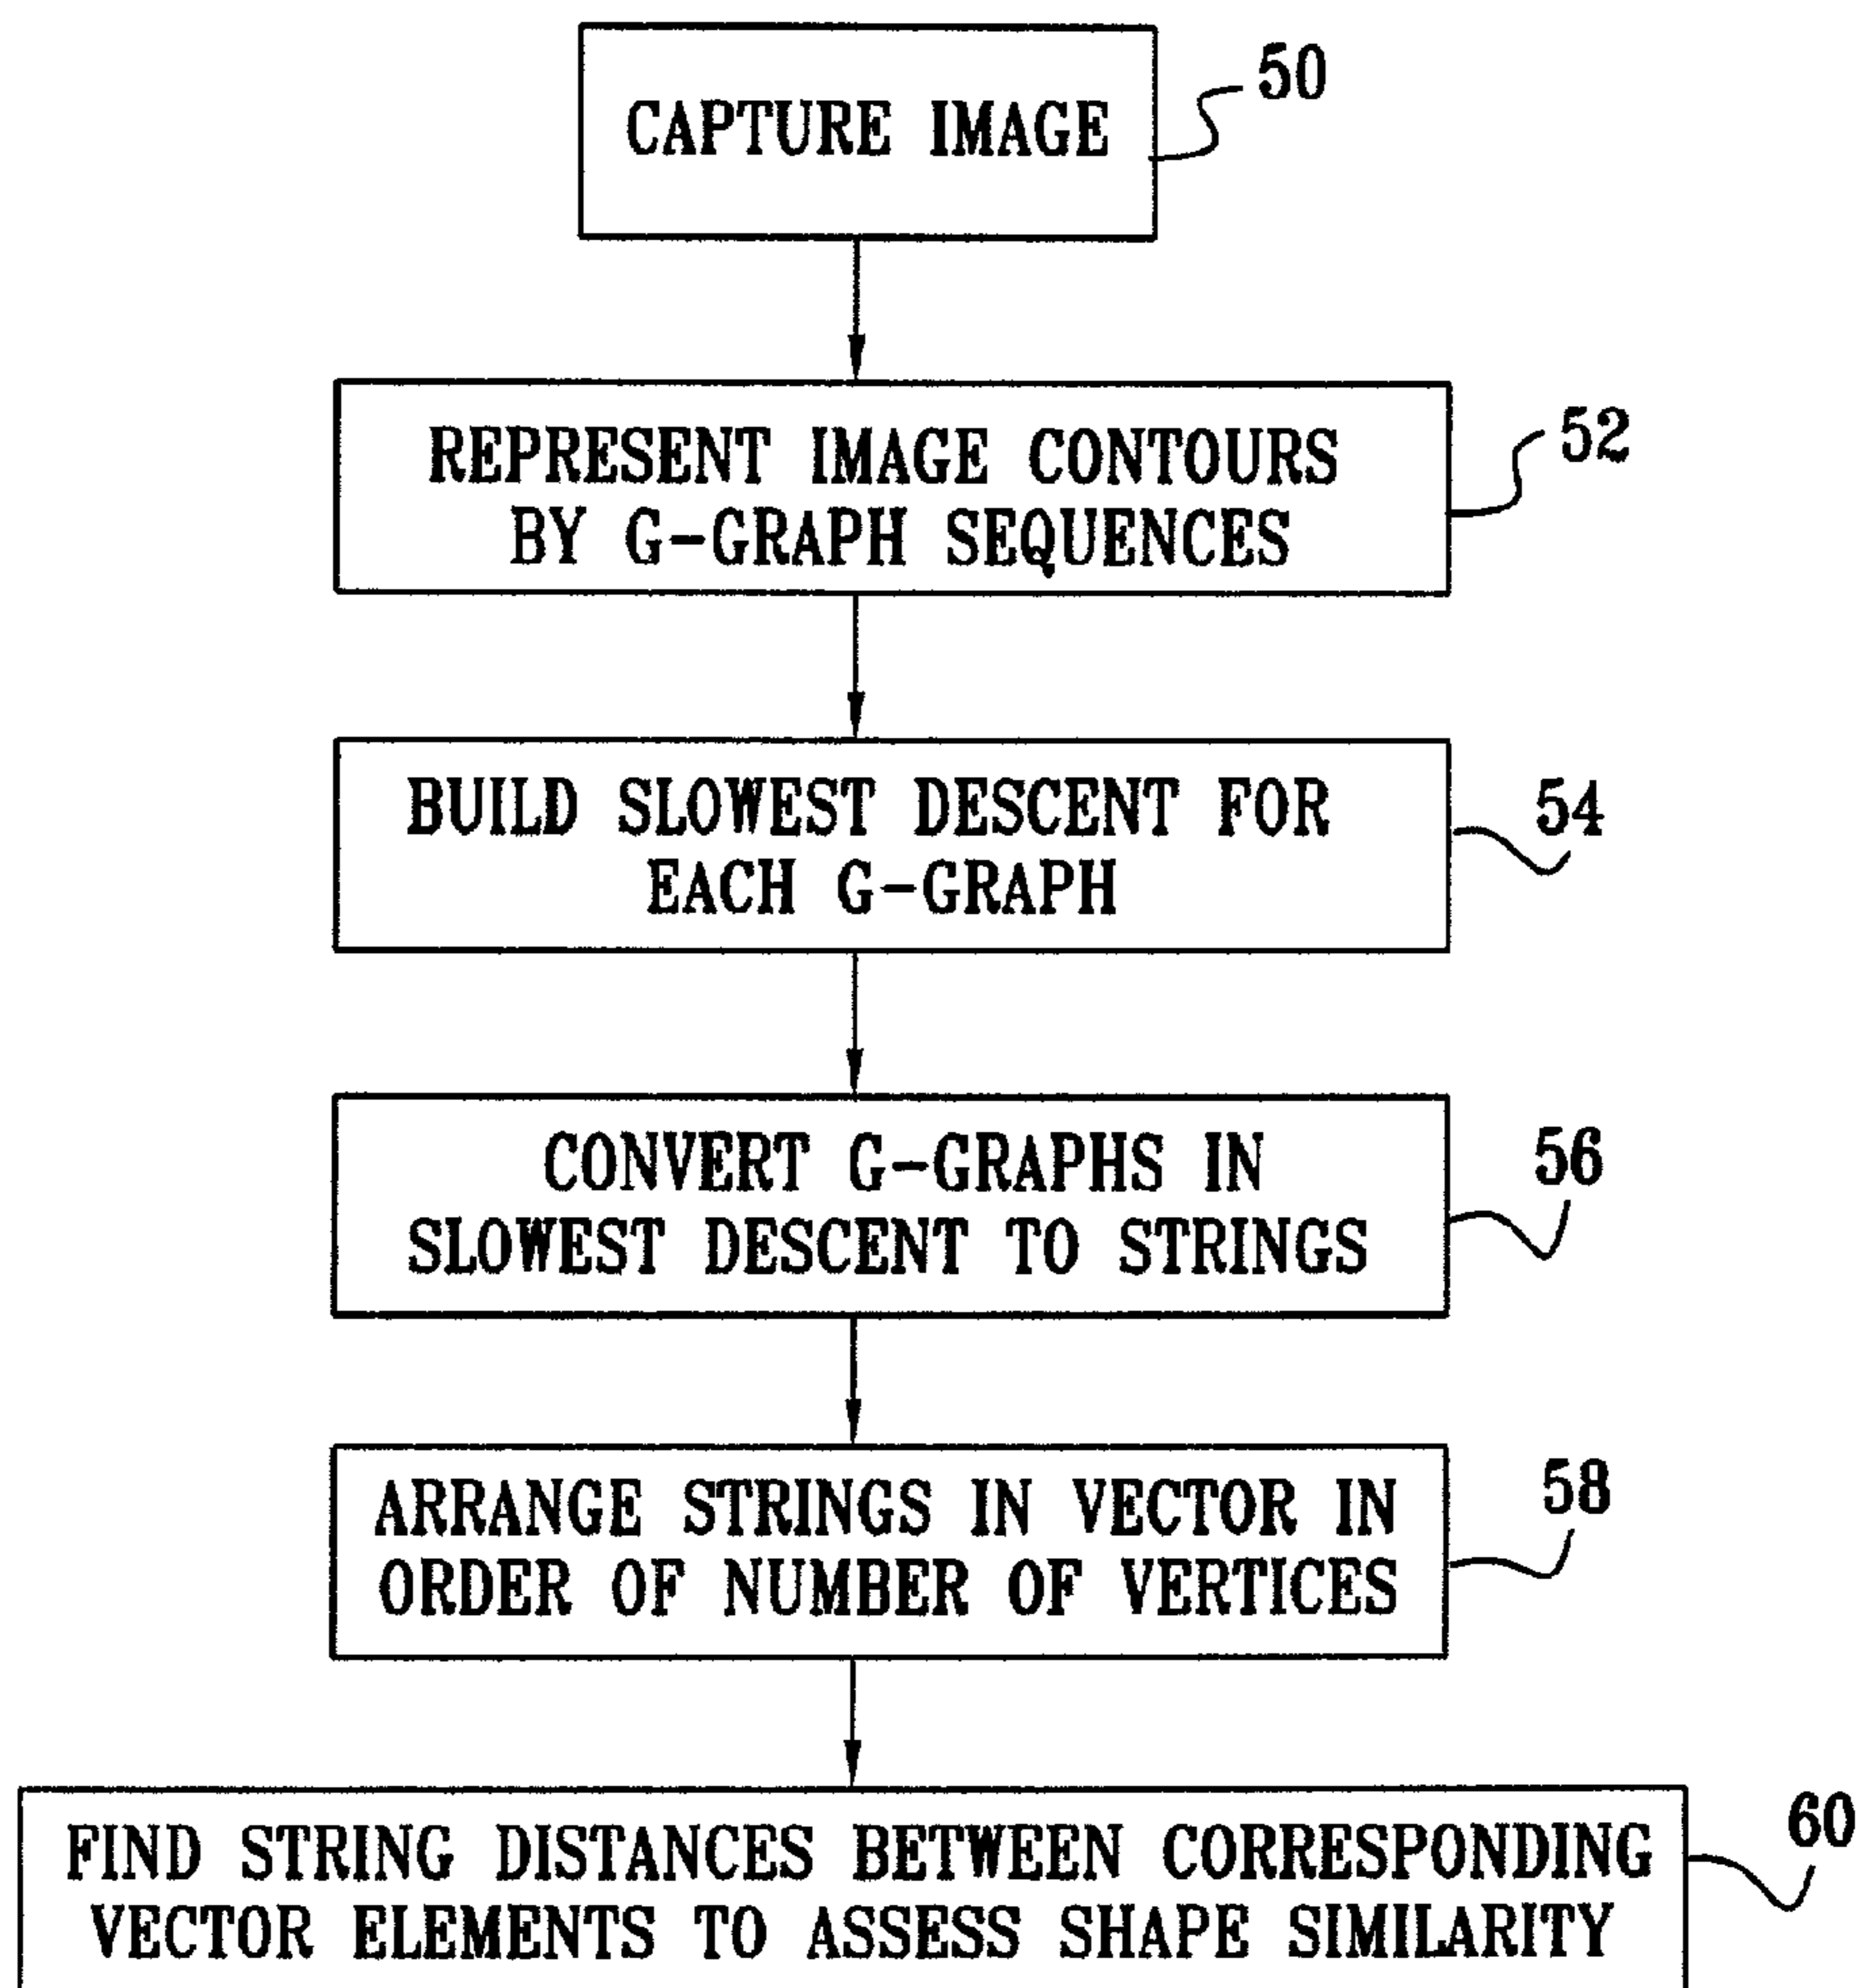 CAPTURE IMAGE
50
REPRESENT IMAGE CONTOURS
BY G-GRAPH SEQUENCES
52
BUILD SLOWEST DESCENT FOR
EACH G-GRAPH
54
CONVERT G-GRAPHS IN
SLOWEST DESCENT TO STRINGS
56
ARRANGE STRINGS IN VECTOR IN
ORDER OF NUMBER OF VERTICES
58
FIND STRING DISTANCES BETWEEN CORRESPONDING
VECTOR ELEMENTS TO ASSESS SHAPE SIMILARITY
60